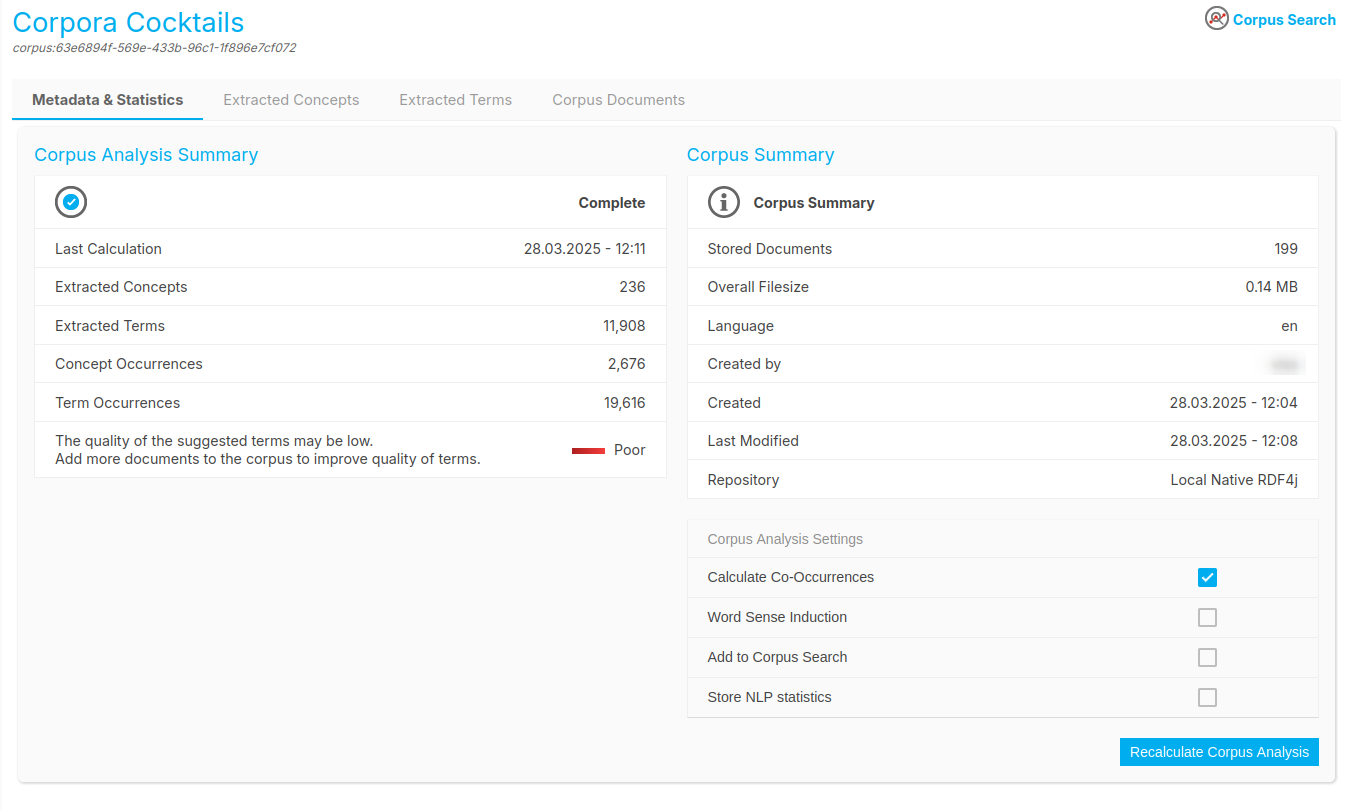 Corpora Cocktails
corpus:63e6894f-569e-433b-96c1-1f896e7cf072
Corpus Search
Metadata & Statistics Extracted Concepts Extracted Terms Corpus Documents
Corpus Analysis Summary
Complete
Last Calculation 28.03.2025 - 12:11
Extracted Concepts 236
Extracted Terms 11,908
Concept Occurrences 2,676
Term Occurrences 19,616
The quality of the suggested terms may be low.
Add more documents to the corpus to improve quality of terms.
Poor
Corpus Summary
Corpus Summary
Stored Documents 199
Overall Filesize 0.14 MB
Language en
Created by
Created 28.03.2025 - 12:04
Last Modified 28.03.2025 - 12:08
Repository Local Native RDF4j
Corpus Analysis Settings
Calculate Co-Occurrences
Word Sense Induction
Add to Corpus Search
Store NLP statistics
Recalculate Corpus Analysis